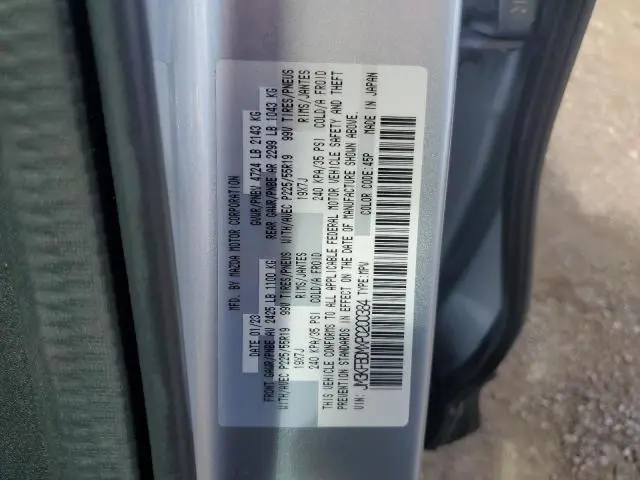 MFD. BY MAZDA MOTOR CORPORATION
DATE 01/23 GVWR/PNBV 4724 LB 2143 KG
FRONT GAWR/PNBE AV 2425 LB 1100 KG REAR GAWR/PNBE AR 2299 LB 1043 KG
WITH/AVEC P225/55R19 99V TIRES/PNEUS WITH/AVEC P225/55R19 99V TIRES/PNEUS
19X7J RIMS/JANTES 19X7J RIMS/JANTES
240 KPA/35 PSI COLD/A FROID 240 KPA/35 PSI COLD/A FROID
THIS VEHICLE CONFORMS TO ALL APPLICABLE FEDERAL MOTOR VEHICLE SAFETY AND THEFT
PREVENTION STANDARDS IN EFFECT ON THE DATE OF MANUFACTURE SHOWN ABOVE.
COLOR CODE:45P MADE IN JAPAN
VIN: TYPE:MPV